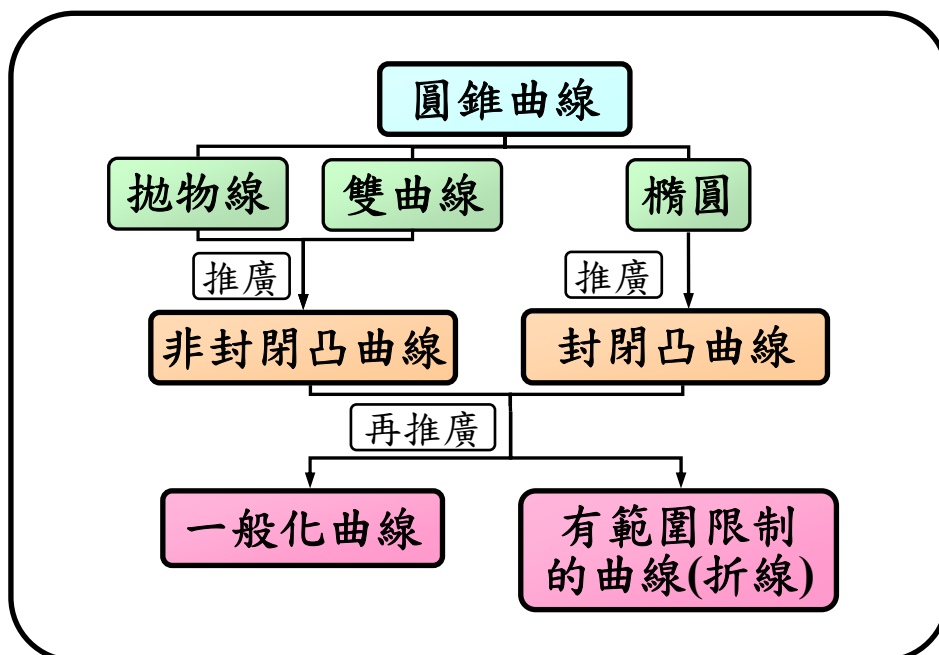 圓錐曲線
拋物線
雙曲線
橢圓
推廣
推廣
非封閉凸曲線
封閉凸曲線
再推廣
一般化曲線
有範圍限制
的曲線(折線)